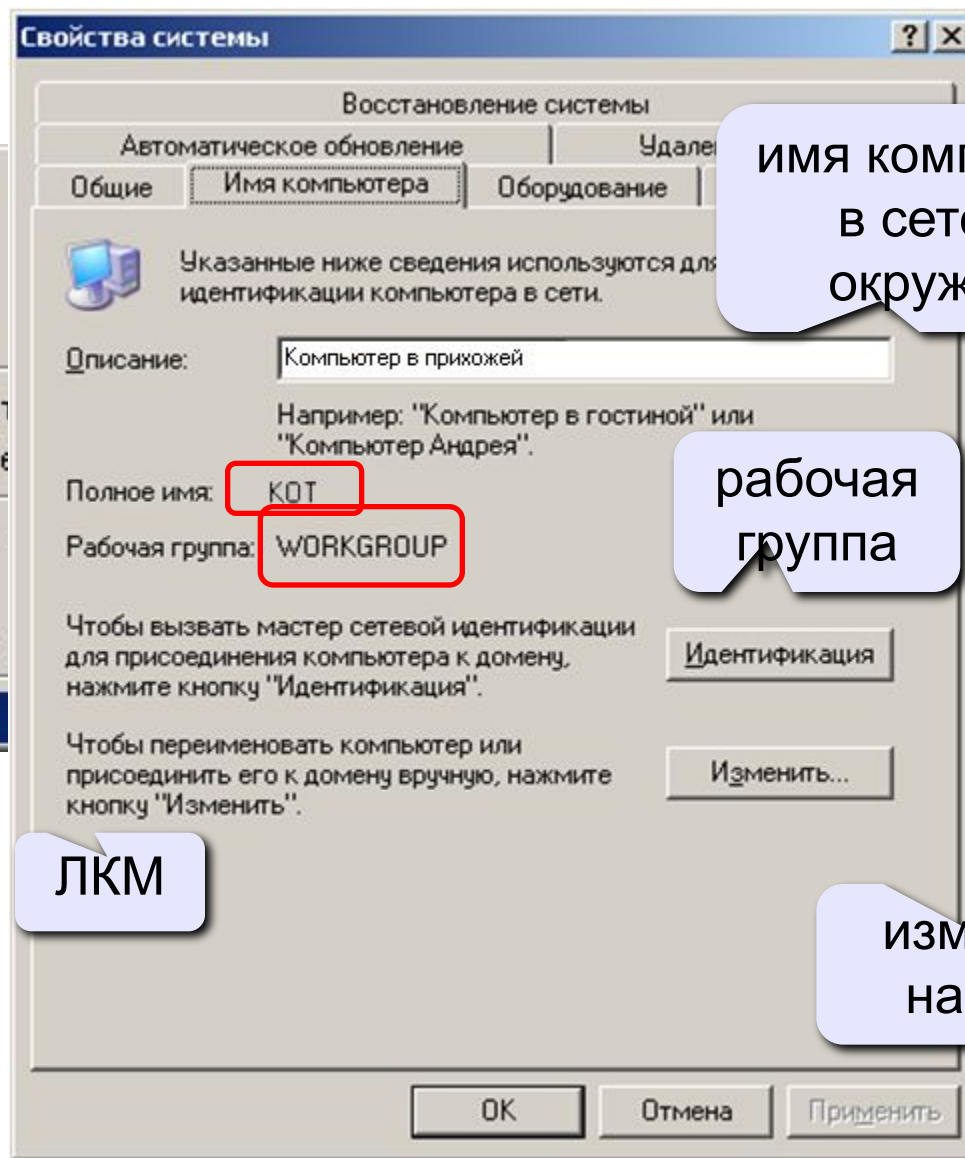 Свойства системы
Восстановление системы
Автоматическое обновление
Общие Имя компьютера Оборудование
имя
в
Указанные ниже сведения используются для
идентификации компьютера в сети.
Описание: Компьютер в прихожей
Например: "Компьютер в гостиной" или
"Компьютер Андрея".
рабочая
группа
Полное имя: КОТ
Рабочая группа: WORKGROUP
Чтобы вызвать мастер сетевой идентификации
для присоединения компьютера к домену,
нажмите кнопку "Идентификация".
Идентификация
Чтобы переименовать компьютер или
присоединить его к домену вручную, нажмите
кнопку "Изменить".
Изменить...
ЛКМ
OK Отмена Применить